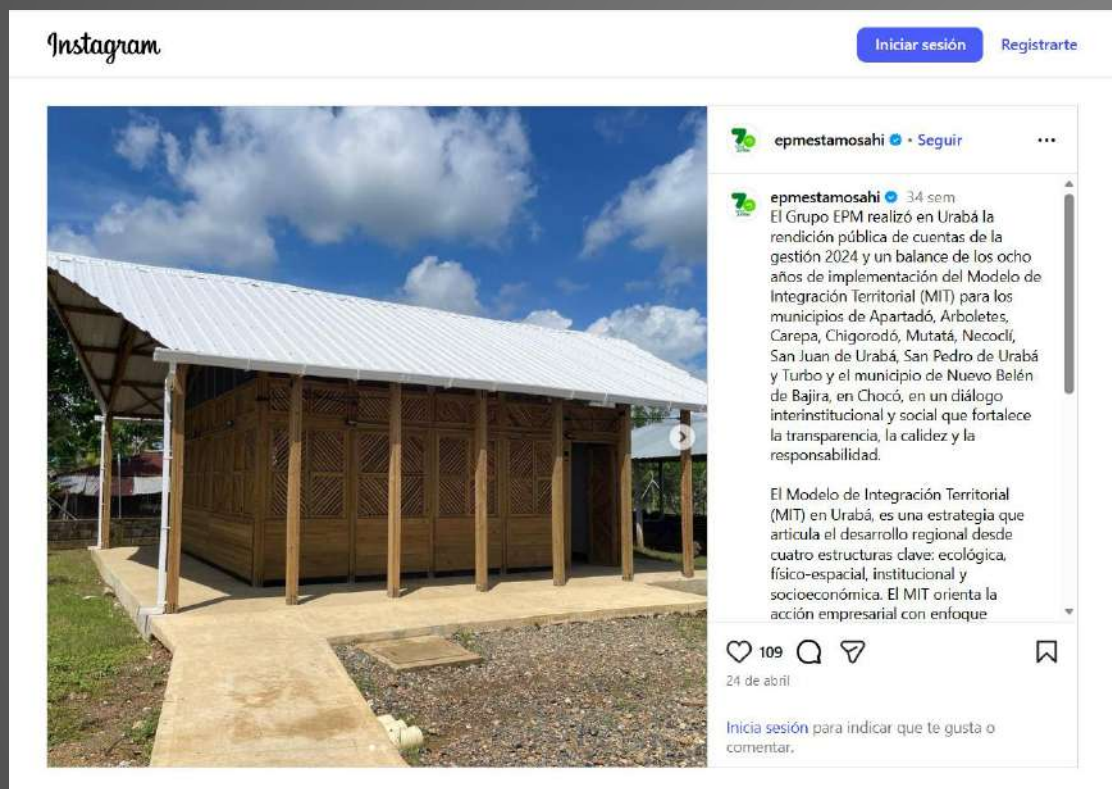 Instagram
Iniciar sesión
Registrarte
epmestamosahi • Seguir
epmestamosahi 34 sem
El Grupo EPM realizó en Urabá la
rendición pública de cuentas de la
gestión 2024 y un balance de los ocho
años de implementación del Modelo de
Integración Territorial (MIT) para los
municipios de Apartadó, Arboletes,
Carepa, Chigorodó, Mutatá, Necoclí,
San Juan de Urabá, San Pedro de Urabá
y Turbo y el municipio de Nuevo Belén
de Bajira, en Chocó, en un diálogo
interinstitucional y social que fortalece
la transparencia, la calidez y la
responsabilidad.
El Modelo de Integración Territorial
(MIT) en Urabá, es una estrategia que
articula el desarrollo regional desde
cuatro estructuras clave: ecológica,
físico-espacial, institucional y
socioeconómica. El MIT orienta la
acción empresarial con enfoque
109
24 de abril
Inicia sesión para indicar que te gusta o
comentar.